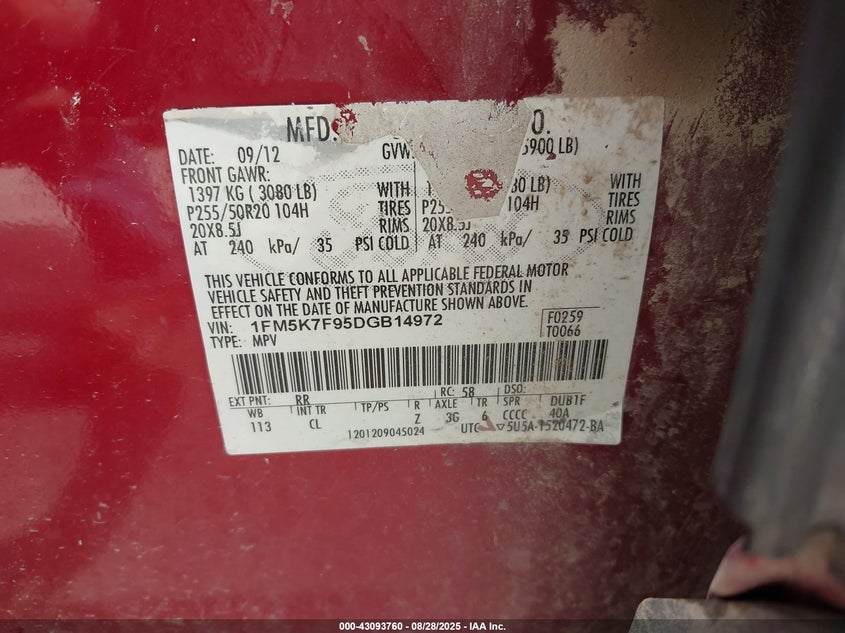 MFD. O.
DATE: 09/12 GVW 5900 LB)
FRONT GAWR:
1397 KG ( 3080 LB) WITH 1 80 LB) WITH
P255/50R20 104H TIRES P25 104H TIRES
20X8.5J RIMS 20X8.5J RIMS
AT 240 kPa/ 35 PSI COLD AT 240 kPa/ 35 PSI COLD
THIS VEHICLE CONFORMS TO ALL APPLICABLE FEDERAL MOTOR
VEHICLE SAFETY AND THEFT PREVENTION STANDARDS IN
EFFECT ON THE DATE OF MANUFACTURE SHOWN ABOVE.
VIN: 1FM5K7F95DGB14972 F0259
TYPE: MPV T0066
EXT PNT: RR RC: 58 DSO:
WB INT TR TP/PS R AXLE TR SPR DUB1F
113 CL Z 3G 6 CCCC 40A
1201209045024 UTC ▽5U5A-1520472-BA
000-43093760 - 08/28/2025 - IAA Inc.